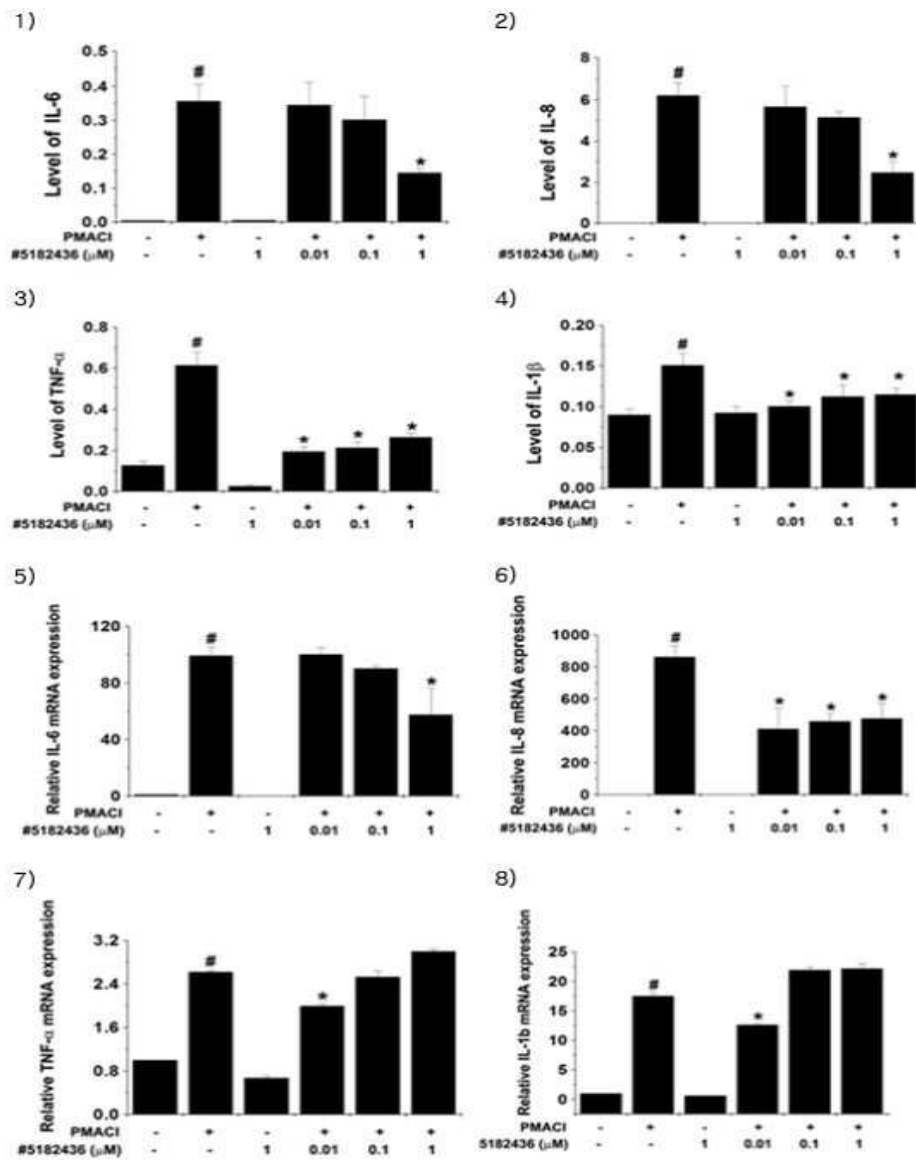 1)
Level of IL-6
0.5
0.4
0.3
0.2
0.1
0.0
#
*
PMACI - + - + + +
#5182436 (μM) - - 1 0.01 0.1 1
2)
Level of IL-8
8
6
4
2
0
#
*
PMACI - + - + + +
#5182436 (μM) - - 1 0.01 0.1 1
3)
Level of TNF-α
0.8
0.6
0.4
0.2
0.0
#
* * *
PMACI - + - + + +
#5182436 (μM) - - 1 0.01 0.1 1
4)
Level of IL-1β
0.20
0.15
0.10
0.05
0.00
#
* * *
PMACI - + - + + +
#5182436 (μM) - - 1 0.01 0.1 1
5)
Relative IL-6 mRNA expression
120
80
40
0
#
*
PMACI - + - + + +
#5182436 (μM) - - 1 0.01 0.1 1
6)
Relative IL-8 mRNA expression
1000
800
600
400
200
0
#
* * *
PMACI - + - + + +
#5182436 (μM) - - 1 0.01 0.1 1
7)
Relative TNF-α mRNA expression
3.2
2.4
1.6
0.8
0.0
#
*
PMACI - + - + + +
#5182436 (μM) - - 1 0.01 0.1 1
8)
Relative IL-1b mRNA expression
25
20
15
10
5
0
#
*
PMACI - + - + + +
5182436 (μM) - - 1 0.01 0.1 1